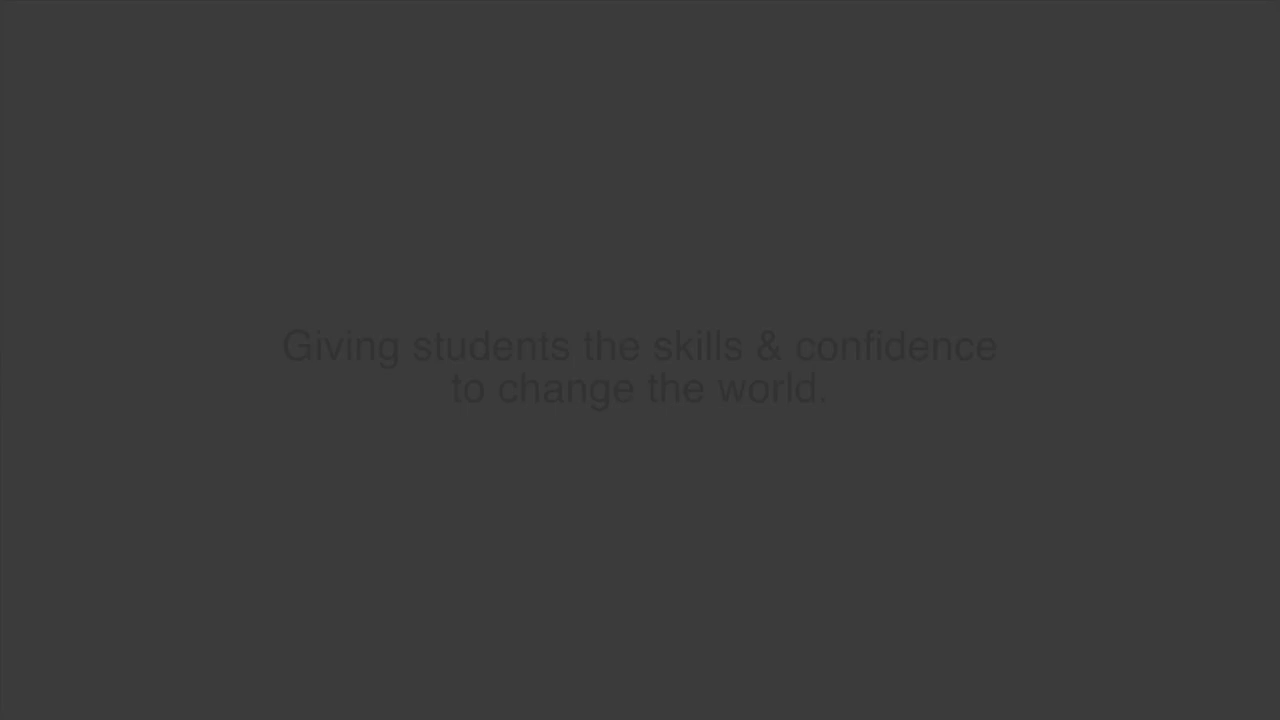 Giving students the skills & confidence
to change the world.